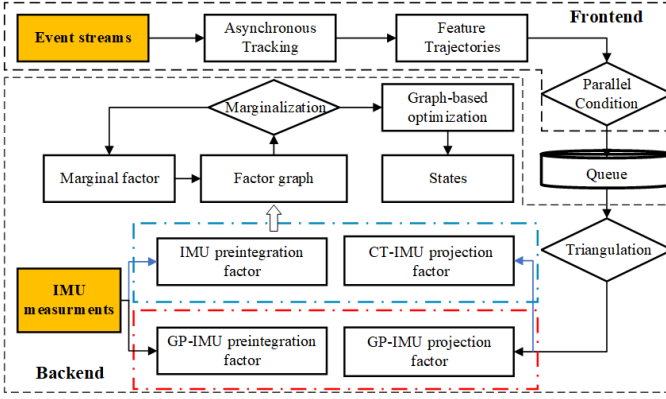 Frontend
Event streams
Asynchronous
Tracking
Feature
Trajectories
Parallel
Condition
Marginalization
Graph-based
optimization
Marginal factor
Factor graph
States
Queue
IMU preintegration
factor
CT-IMU projection
factor
Triangulation
IMU
measurments
GP-IMU preintegration
factor
GP-IMU projection
factor
Backend